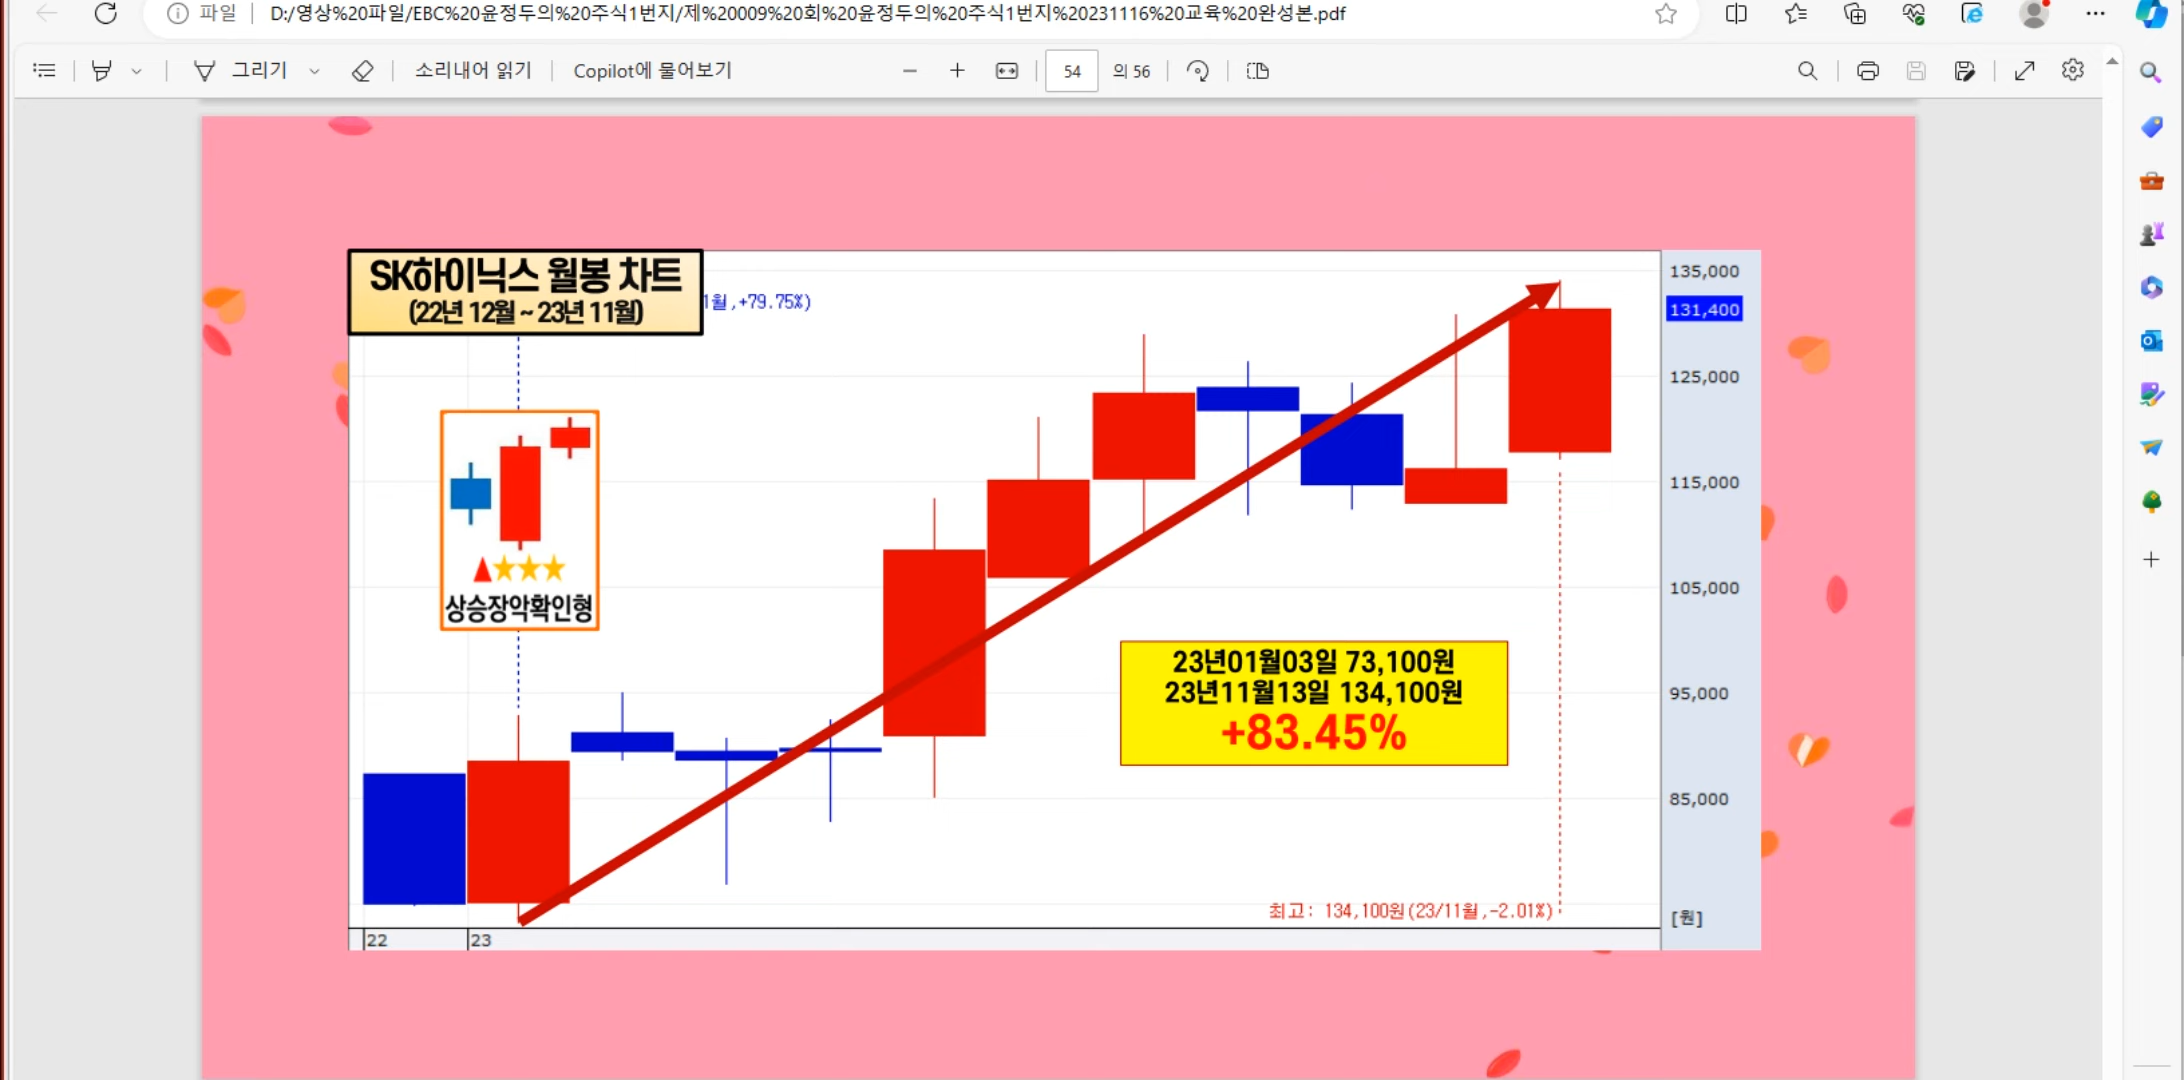 파일
D:/영상%20파일/EBC%20윤정두의%20주식1번지/제%20009%20회%20윤정두의%20주식1번지%20231116%20교육%20완성본.pdf
그리기
소리내어 읽기
Copilot에 물어보기
54
의 56
SK하이닉스 월봉 차트
(22년 12월 ~ 23년 11월)
1월,+79.75%)
135,000
131,400
125,000
115,000
105,000
95,000
85,000
[원]
상승장악확인형
23년01월03일 73,100원
23년11월13일 134,100원
+83.45%
최고: 134,100원(23/11월,-2.01%)
22
23